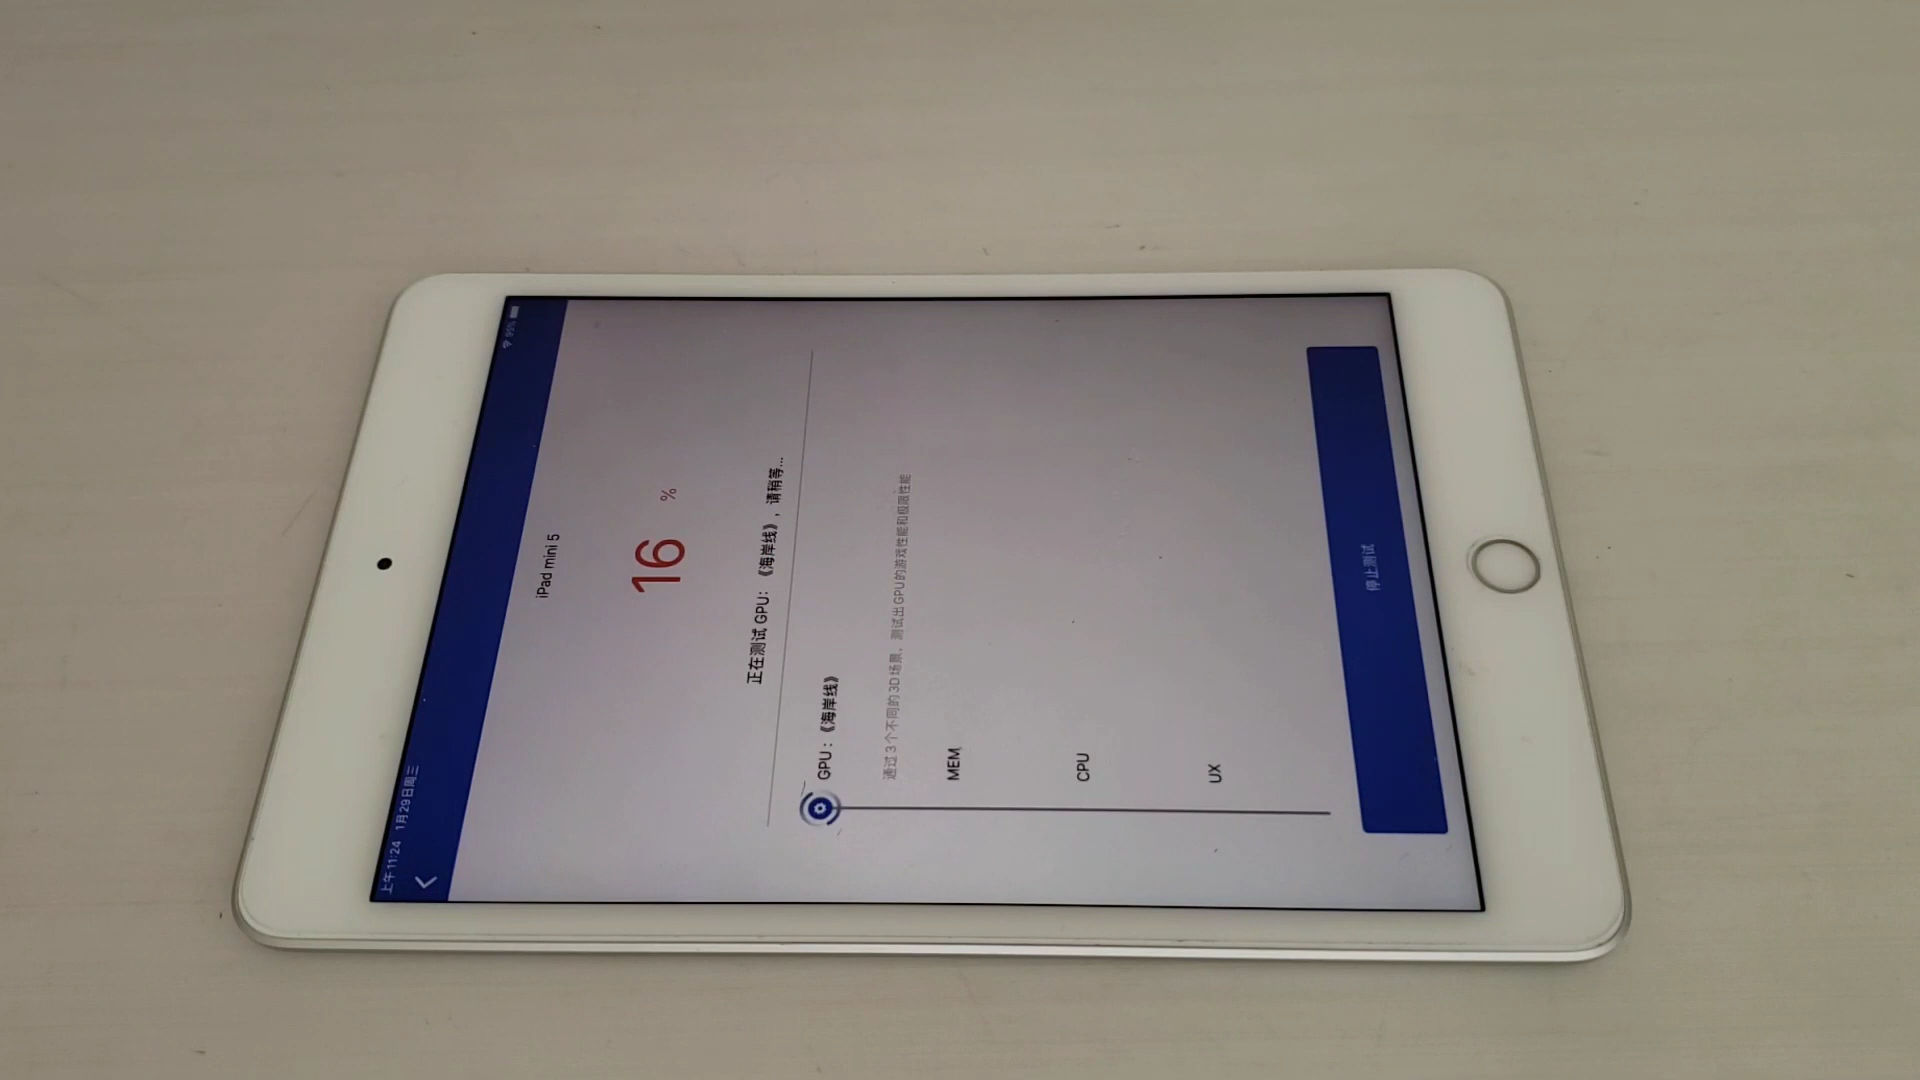 上午11:24 1月29日周三
95%
iPad mini 5
16 %
正在测试 GPU：《海岸线》，请稍等...
GPU：《海岸线》
通过 3 个不同的 3D 场景，测试出 GPU 的游戏性能和极限性能
MEM
CPU
UX
停止测试